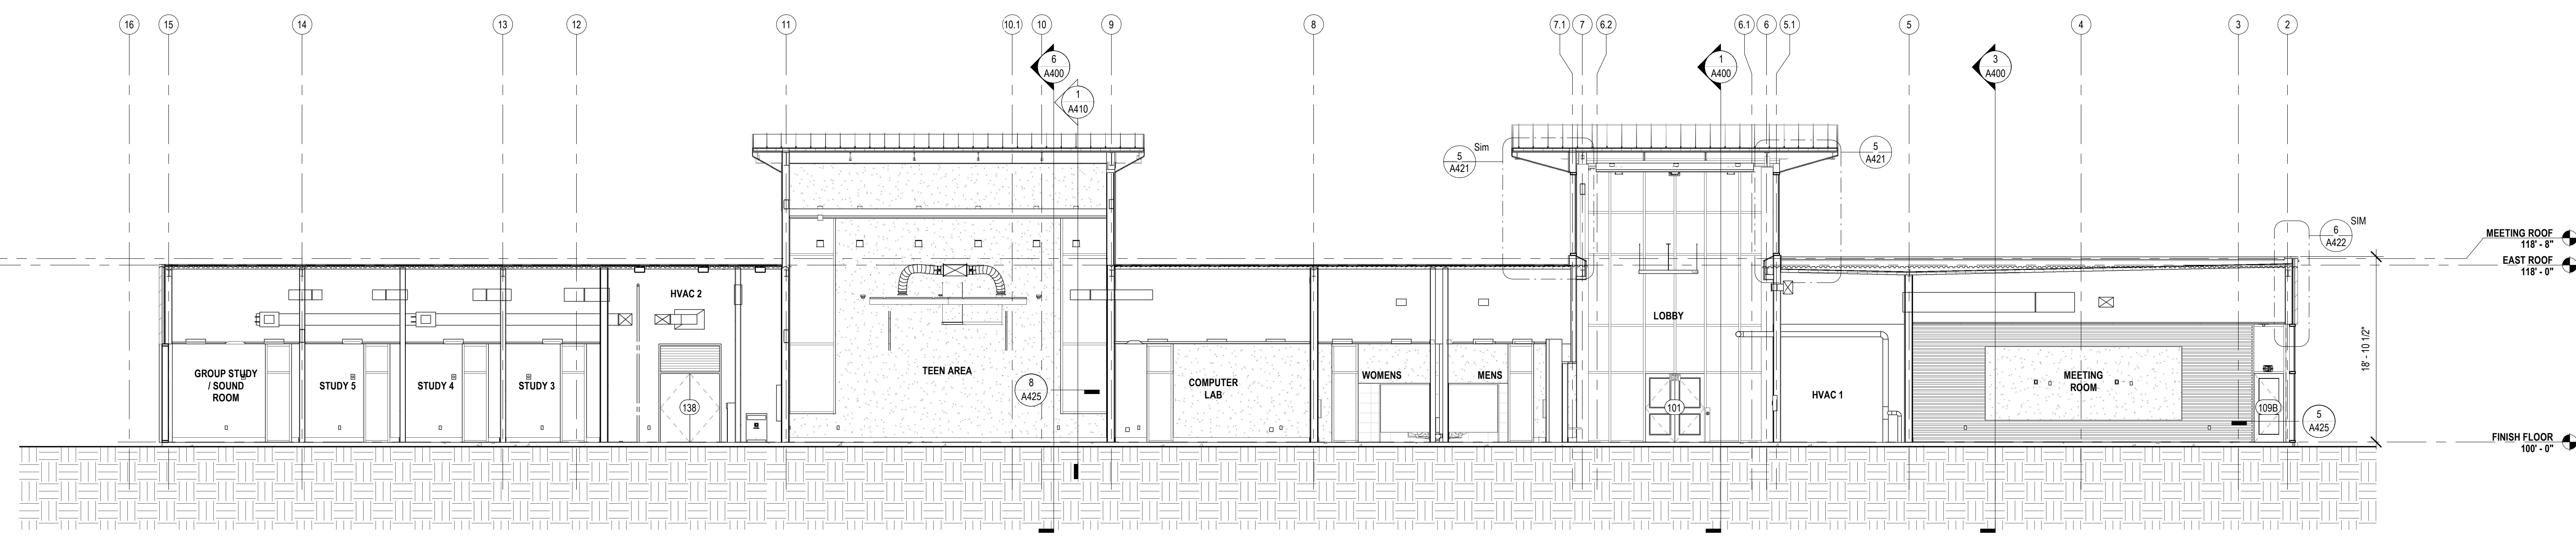 16
15
14
13
12
11
10.1
10
9
8
7.1
7
6.2
6.1
6
5.1
5
4
3
2
6
A400
1
A400
3
A400
1
A410
5
A421
Sim
5
A421
6
A422
SIM
MEETING ROOF
118' - 8"
EAST ROOF
118' - 0"
HVAC 2
LOBBY
18' - 10 1/2"
TEEN AREA
GROUP STUDY
/ SOUND
ROOM
STUDY 5
STUDY 4
STUDY 3
COMPUTER
LAB
WOMENS
MENS
MEETING
ROOM
HVAC 1
8
A425
138
101
109B
5
A425
FINISH FLOOR
100' - 0"